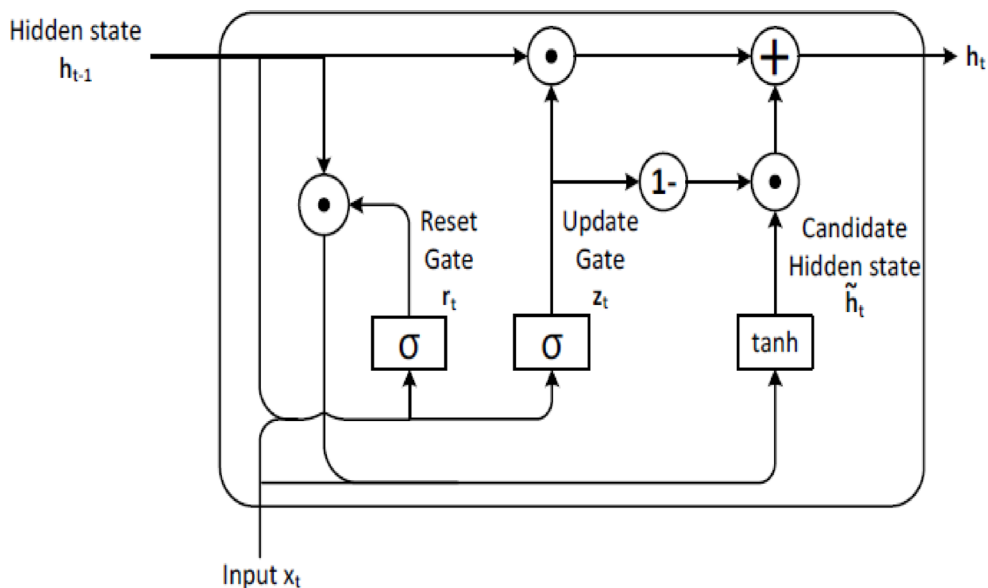 Hidden state
hₜ₋₁
hₜ
+
1-
Reset
Gate
rₜ
Update
Gate
zₜ
Candidate
Hidden state
h̃ₜ
σ
σ
tanh
Input xₜ